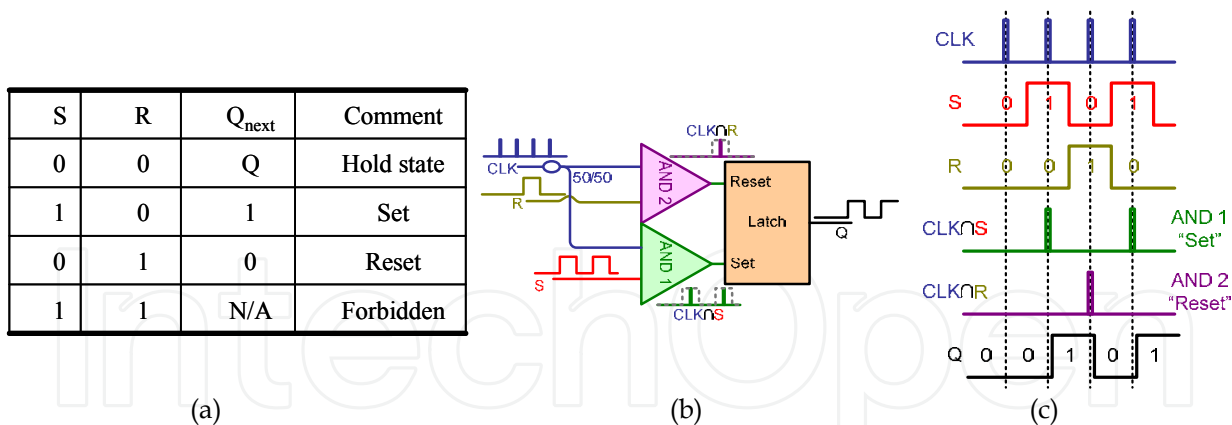 S R Q_next Comment
0 0 Q Hold state
1 0 1 Set
0 1 0 Reset
1 1 N/A Forbidden
(a)
CLK∩R
CLK
50/50
AND 2
Reset
R
Latch
Q
AND 1
Set
S
CLK∩S
(b)
CLK
S 0 1 0 1
R 0 0 1 0
CLK∩S AND 1
"Set"
CLK∩R AND 2
"Reset"
Q 0 0 1 0 1
(c)
IntechOpen